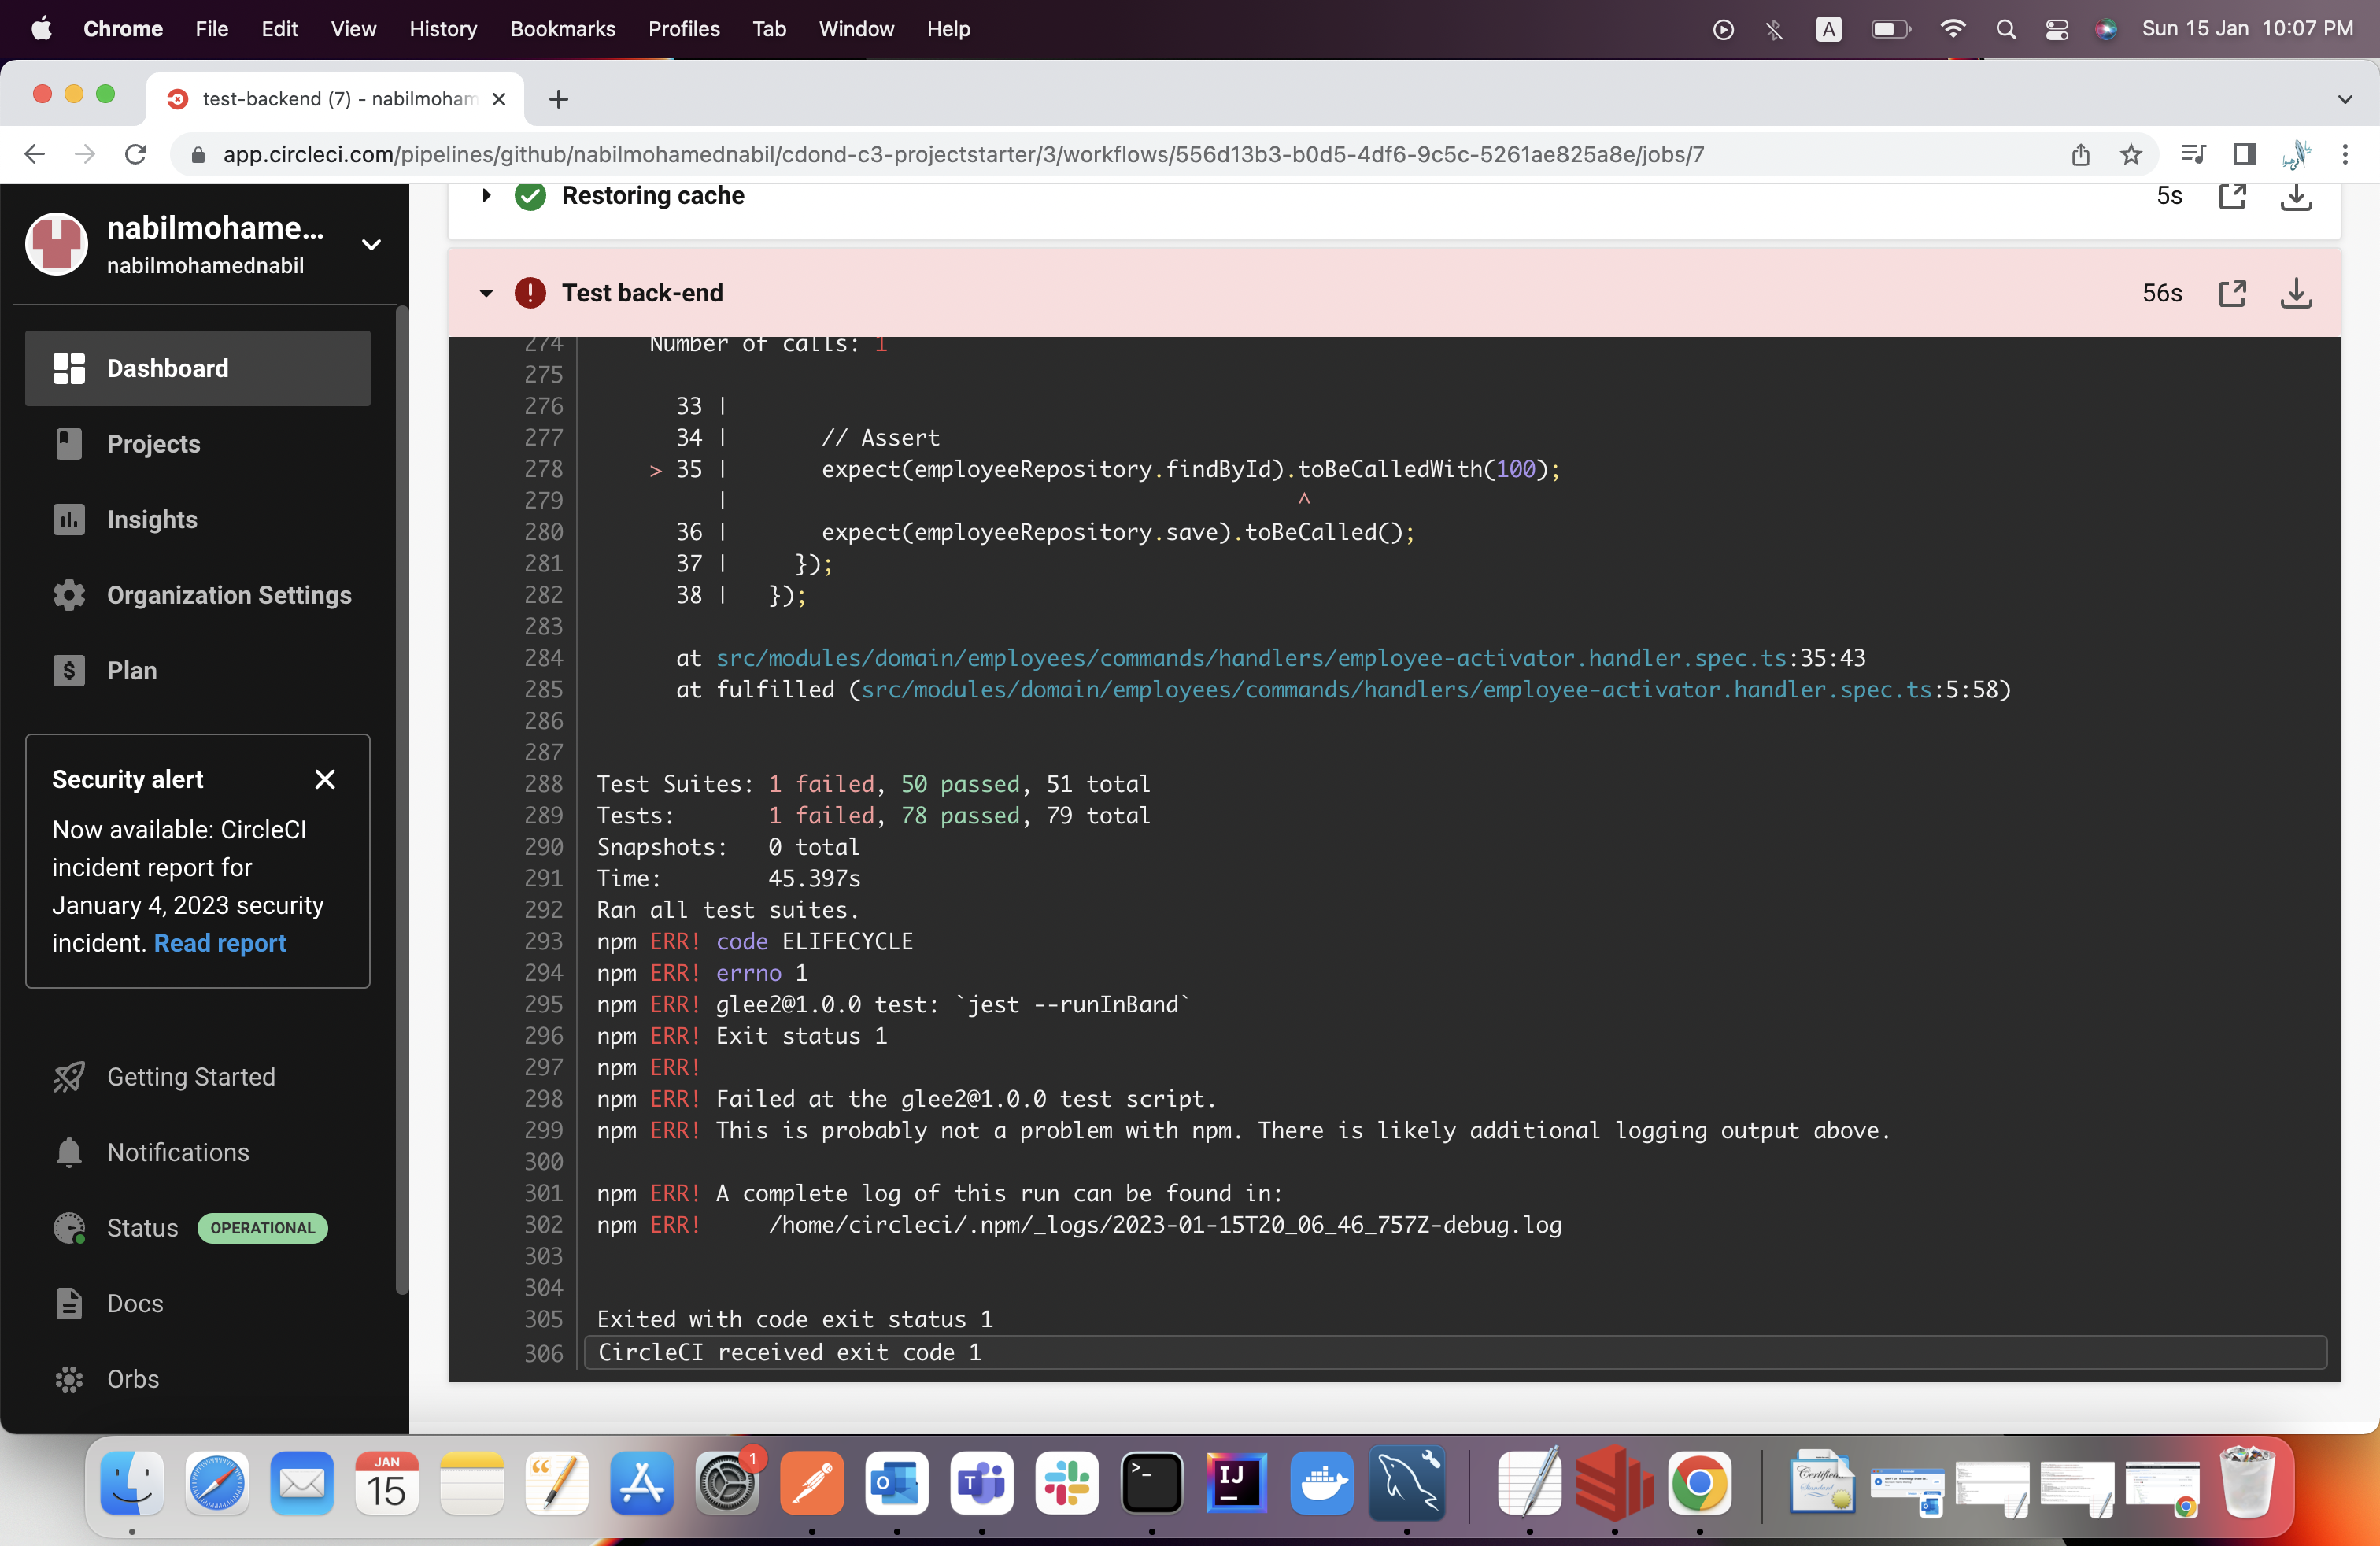 Chrome File Edit View History Bookmarks Profiles Tab Window Help A Sun 15 Jan 10:07 PM
test-backend (7) - nabilmoham
app.circleci.com/pipelines/github/nabilmohamednabil/cdond-c3-projectstarter/3/workflows/556d13b3-b0d5-4df6-9c5c-5261ae825a8e/jobs/7
nabilmohame...
nabilmohamednabil
Dashboard
Projects
Insights
Organization Settings
Plan
Security alert
Now available: CircleCI
incident report for
January 4, 2023 security
incident. Read report
Getting Started
Notifications
Status OPERATIONAL
Docs
Orbs
Restoring cache 5s
Test back-end 56s
274 Number of calls: 1
275
276 33 |
277 34 | // Assert
278 > 35 | expect(employeeRepository.findById).toBeCalledWith(100);
279 | ^
280 36 | expect(employeeRepository.save).toBeCalled();
281 37 | });
282 38 | });
283
284 at src/modules/domain/employees/commands/handlers/employee-activator.handler.spec.ts:35:43
285 at fulfilled (src/modules/domain/employees/commands/handlers/employee-activator.handler.spec.ts:5:58)
286
287
288 Test Suites: 1 failed, 50 passed, 51 total
289 Tests: 1 failed, 78 passed, 79 total
290 Snapshots: 0 total
291 Time: 45.397s
292 Ran all test suites.
293 npm ERR! code ELIFECYCLE
294 npm ERR! errno 1
295 npm ERR! glee2@1.0.0 test: `jest --runInBand`
296 npm ERR! Exit status 1
297 npm ERR!
298 npm ERR! Failed at the glee2@1.0.0 test script.
299 npm ERR! This is probably not a problem with npm. There is likely additional logging output above.
300
301 npm ERR! A complete log of this run can be found in:
302 npm ERR! /home/circleci/.npm/_logs/2023-01-15T20_06_46_757Z-debug.log
303
304
305 Exited with code exit status 1
306 CircleCI received exit code 1
JAN
15
1
IJ